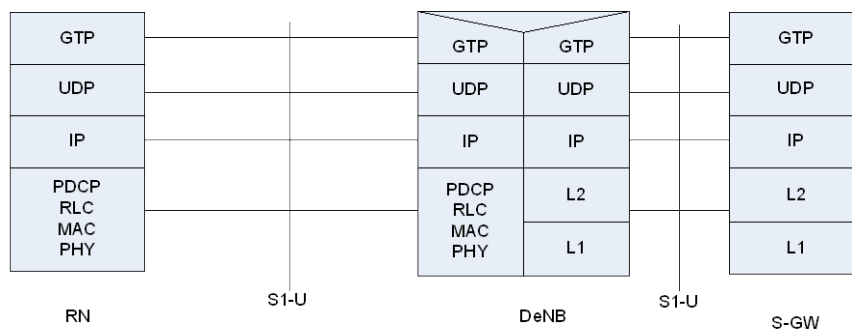 GTP
GTP
GTP
GTP
UDP
UDP
UDP
UDP
IP
IP
IP
IP
PDCP
RLC
MAC
PHY
PDCP
RLC
MAC
PHY
L2
L1
L2
L1
S1-U
S1-U
RN
DeNB
S-GW